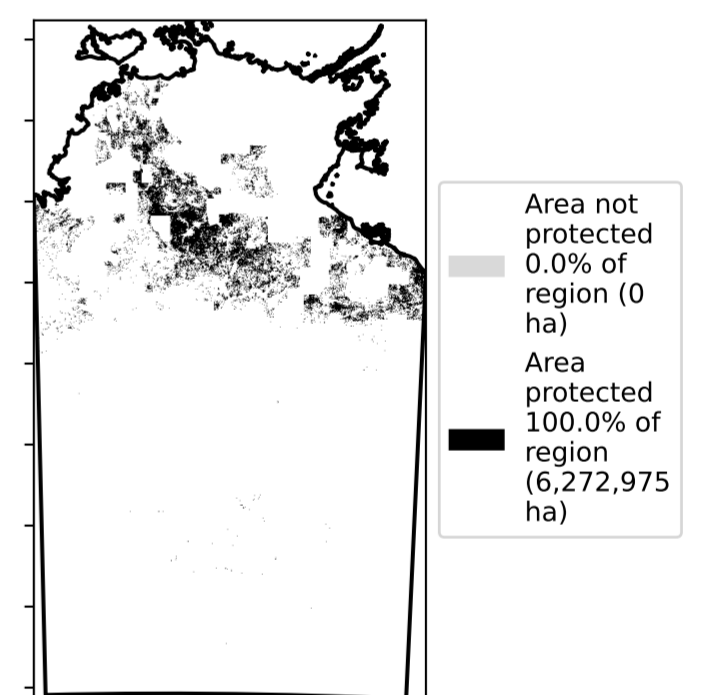 Area not
protected
0.0% of
region (0
ha)
Area
protected
100.0% of
region
(6,272,975
ha)